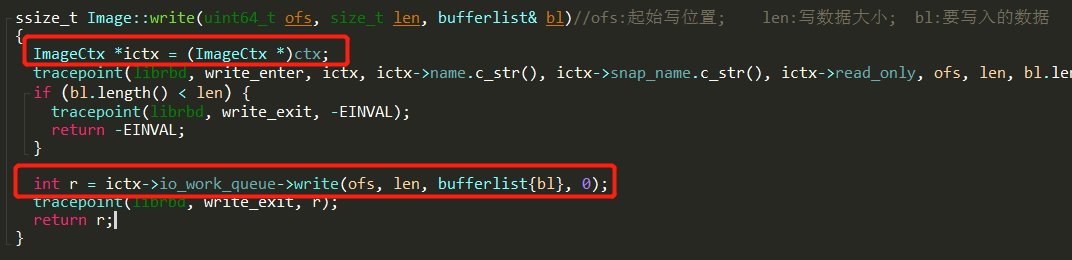 ssize_t Image::write(uint64_t ofs, size_t len, bufferlist& bl)//ofs:起始写位置;    len:写数据大小; bl:要写入的数据
{
  ImageCtx *ictx = (ImageCtx *)ctx;
  tracepoint(librbd, write_enter, ictx, ictx->name.c_str(), ictx->snap_name.c_str(), ictx->read_only, ofs, len, bl.len
  if (bl.length() < len) {
    tracepoint(librbd, write_exit, -EINVAL);
    return -EINVAL;
  }
  int r = ictx->io_work_queue->write(ofs, len, bufferlist{bl}, 0);
  tracepoint(librbd, write_exit, r);
  return r;
}